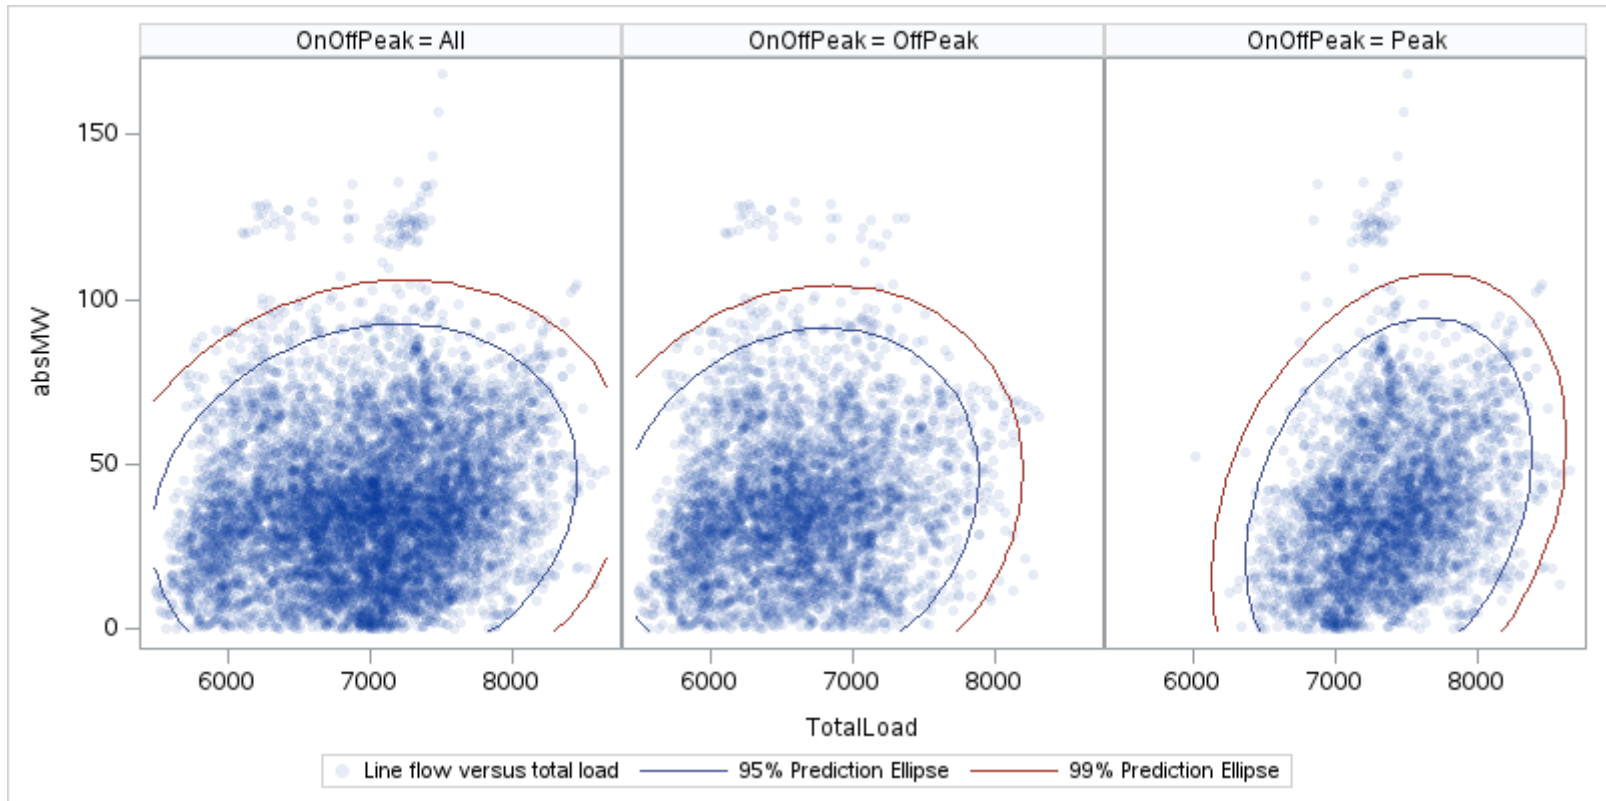 OnOffPeak = All
OnOffPeak = OffPeak
OnOffPeak = Peak
150
100
50
0
absMW
6000 7000 8000
6000 7000 8000
6000 7000 8000
TotalLoad
Line flow versus total load
95% Prediction Ellipse
99% Prediction Ellipse